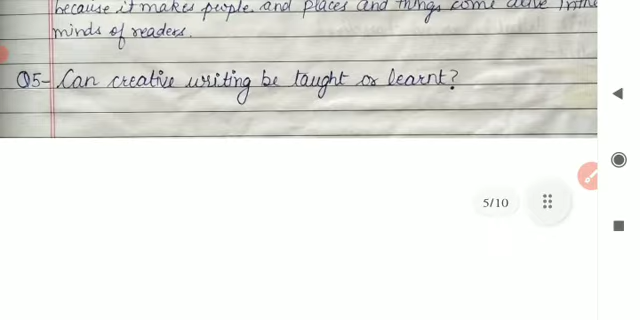 because it makes people and places and things come alive in the
minds of readers.
Q5- Can creative writing be taught or learnt?
5/10